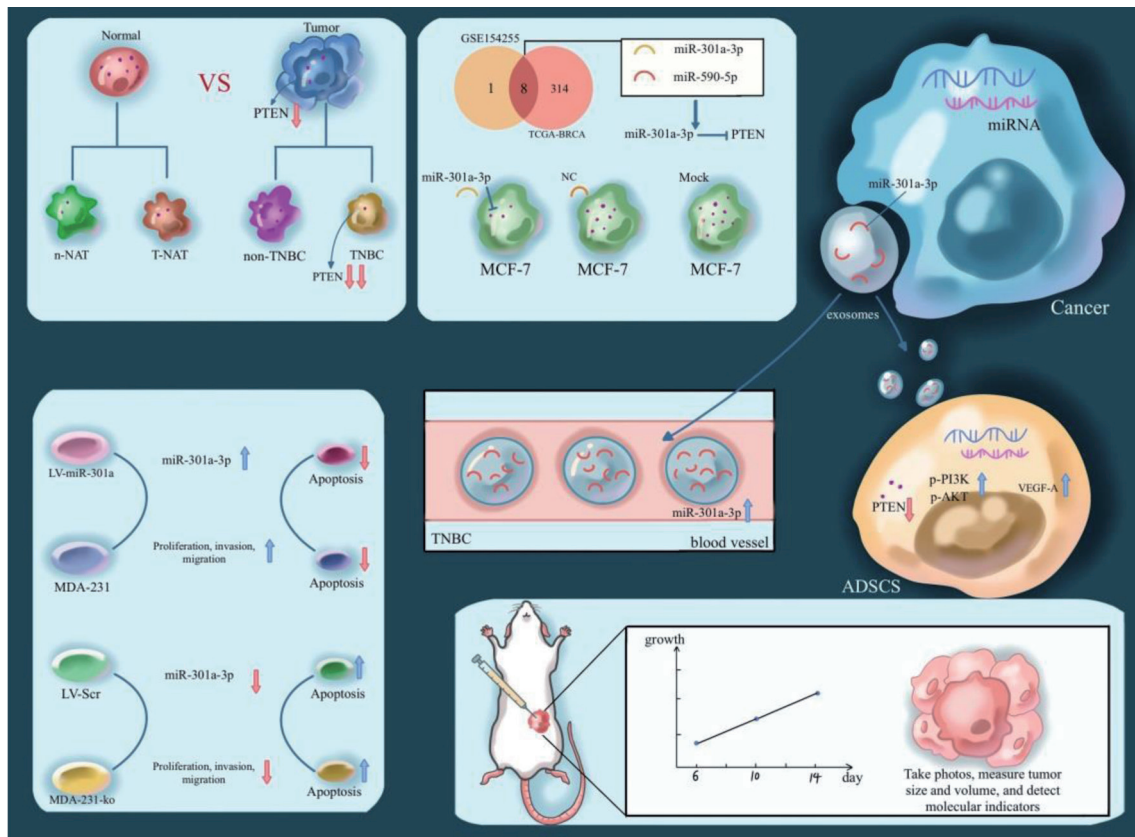 Normal
Tumor
VS
PTEN
n-NAT
T-NAT
non-TNBC
TNBC
PTEN
GSE154255
1
8
314
TCGA-BRCA
miR-301a-3p
miR-590-5p
miR-301a-3p
PTEN
miR-301a-3p
NC
Mock
MCF-7
MCF-7
MCF-7
miRNA
miR-301a-3p
Cancer
exosomes
LV-miR-301a
miR-301a-3p
Apoptosis
MDA-231
Proliferation, invasion,
migration
Apoptosis
LV-Scr
miR-301a-3p
Apoptosis
MDA-231-ko
Proliferation, invasion,
migration
Apoptosis
miR-301a-3p
TNBC
blood vessel
PTEN
p-PI3K
p-AKT
VEGF-A
ADSCS
growth
6
10
14
day
Take photos, measure tumor
size and volume, and detect
molecular indicators